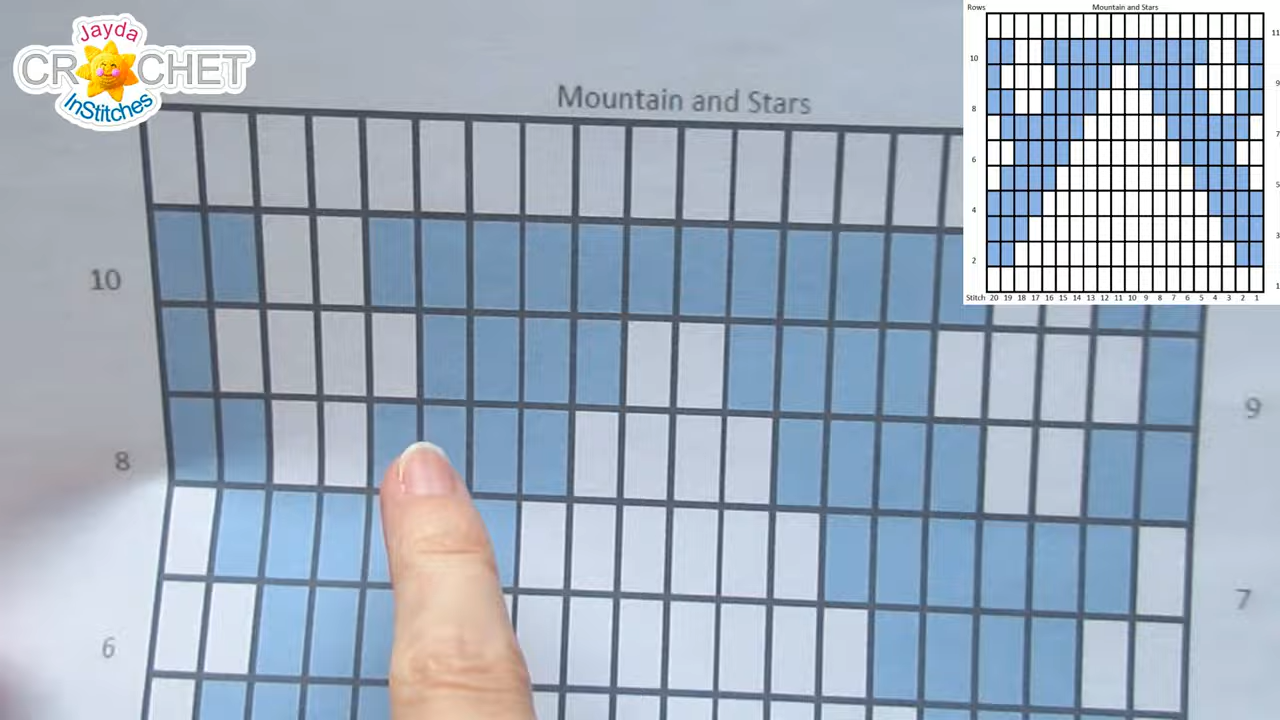 Jayda
CROCHET
InStitches
Mountain and Stars
10
8
9
6
7
Rows
Mountain and Stars
11
10
9
8
7
6
5
4
3
2
1
Stitch 20 19 18 17 16 15 14 13 12 11 10 9 8 7 6 5 4 3 2 1